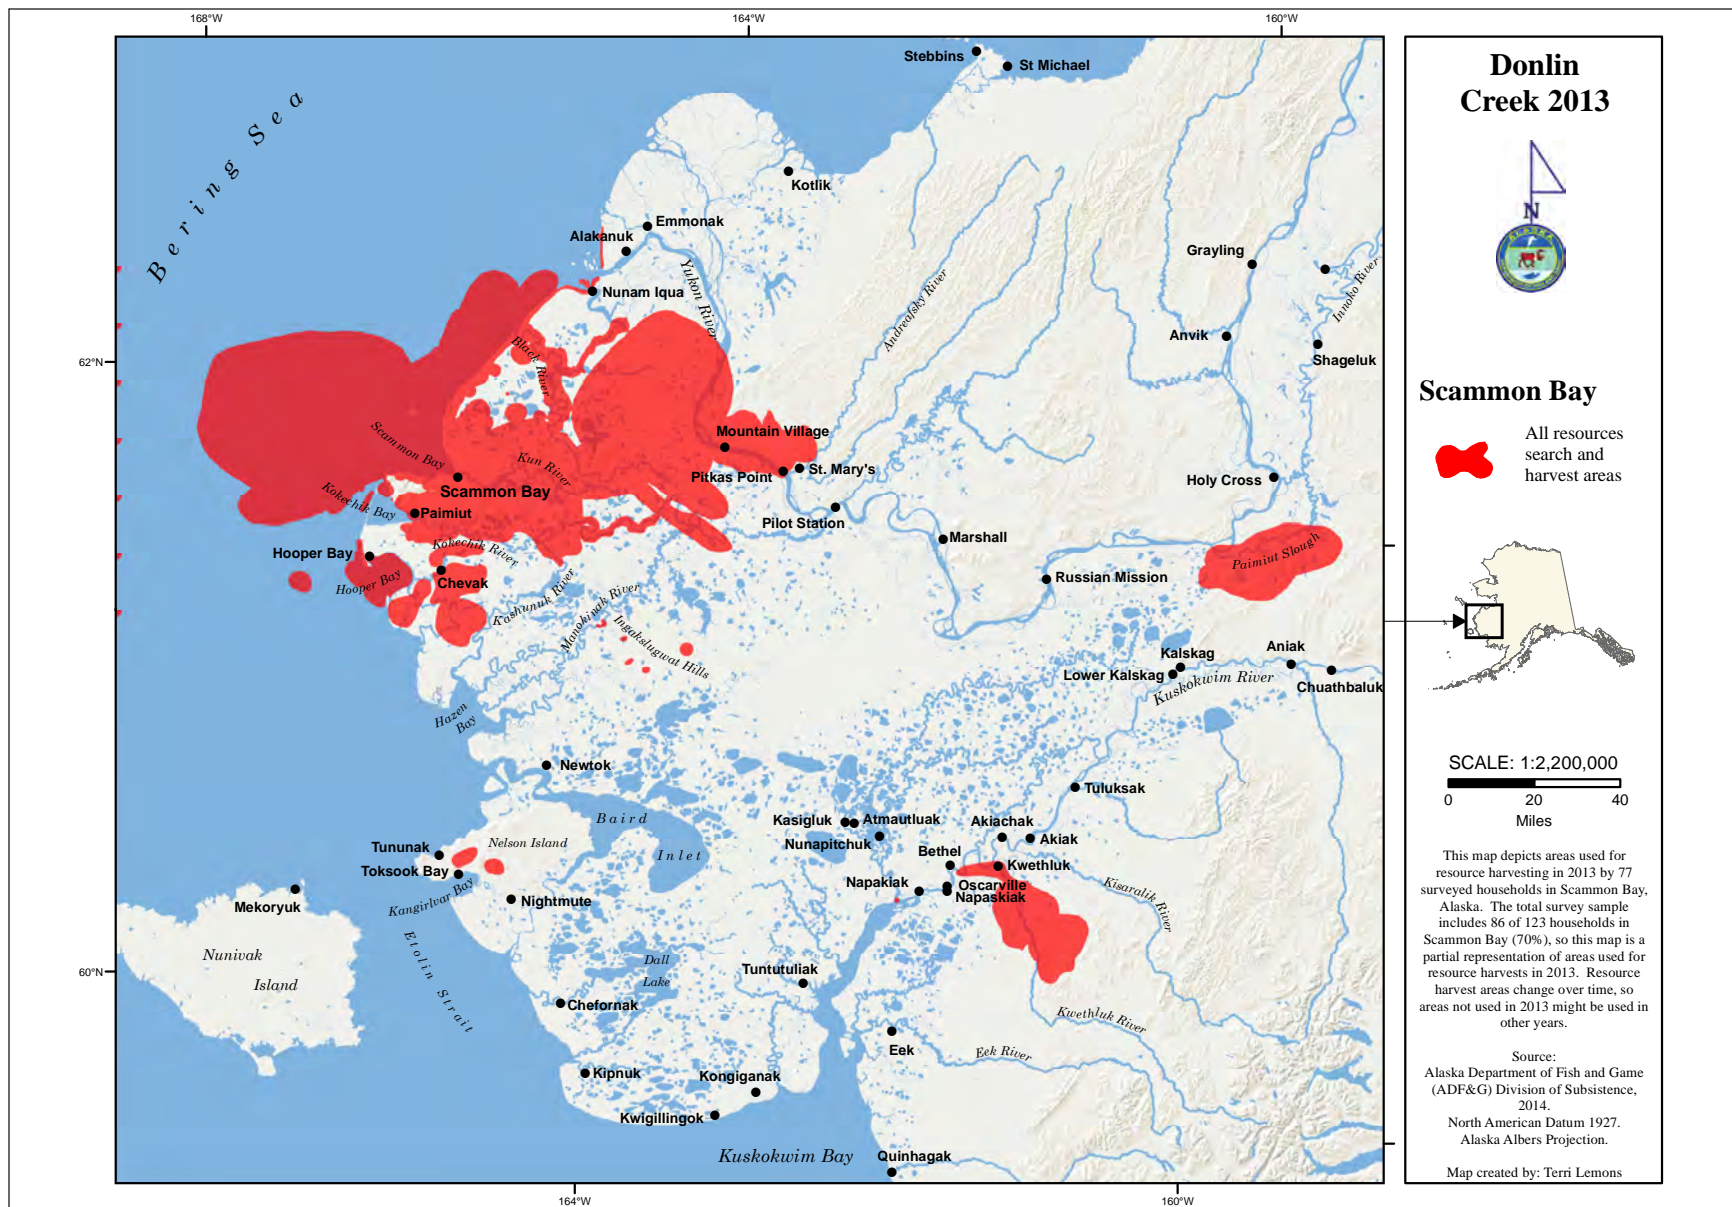 168°W
164°W
160°W
Stebbins
St Michael
Bering Sea
Kotlik
Emmonak
Alakanuk
Yukon River
Nunam Iqua
Andreafsky River
Grayling
Innoko River
Anvik
Shageluk
62°N
Black River
Scammon Bay
Mountain Village
Kun River
St. Mary's
Pitkas Point
Scammon Bay
Kokechik Bay
Paimiut
Holy Cross
Pilot Station
Marshall
Kokechik River
Hooper Bay
Hooper Bay
Chevak
Paimiut Slough
Russian Mission
Kashunuk River
Manokinak River
Ingakslugwat Hills
Kalskag
Aniak
Lower Kalskag
Kuskokwim River
Chuathbaluk
Hazen
Bay
Newtok
Tuluksak
Baird
Inlet
Kasigluk
Atmautluak
Nunapitchuk
Akiachak
Akiak
Tununak
Nelson Island
Toksook Bay
Bethel
Kwethluk
Napakiak
Oscarville
Napaskiak
Kisaralik River
Kangirlvar Bay
Nightmute
Mekoryuk
Nunivak
Island
Etolin Strait
Dall
Lake
Tuntutuliak
60°N
Chefornak
Kwethluk River
Eek
Eek River
Kipnuk
Kongiganak
Kwigillingok
Kuskokwim Bay
Quinhagak
164°W
160°W
Donlin
Creek 2013
N
ALASKA
Scammon Bay
All resources
search and
harvest areas
SCALE: 1:2,200,000
0 20 40
Miles
This map depicts areas used for
resource harvesting in 2013 by 77
surveyed households in Scammon Bay,
Alaska. The total survey sample
includes 86 of 123 households in
Scammon Bay (70%), so this map is a
partial representation of areas used for
resource harvests in 2013. Resource
harvest areas change over time, so
areas not used in 2013 might be used in
other years.
Source:
Alaska Department of Fish and Game
(ADF&G) Division of Subsistence,
2014.
North American Datum 1927.
Alaska Albers Projection.
Map created by: Terri Lemons